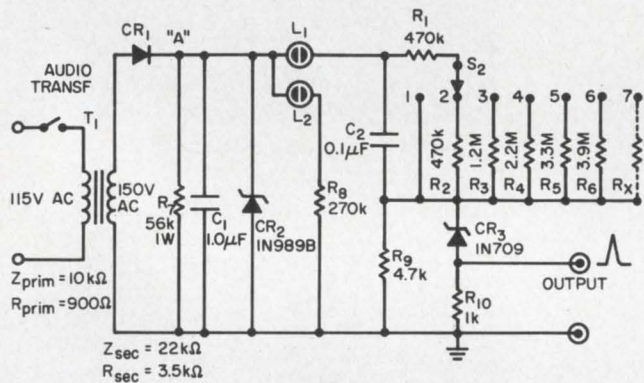 AUDIO
TRANSF
T1
115V AC
150V
AC
Zprim = 10kΩ
Rprim = 900Ω
Zsec = 22kΩ
Rsec = 3.5kΩ
CR1
"A"
R7
56k
1W
C1
1.0μF
CR2
1N989B
L1
L2
R8
270k
R1
470k
S2
C2
0.1μF
1
2
3
4
5
6
7
470k
1.2M
2.2M
3.3M
3.9M
R2
R3
R4
R5
R6
RX
R9
4.7k
CR3
1N709
R10
1k
OUTPUT